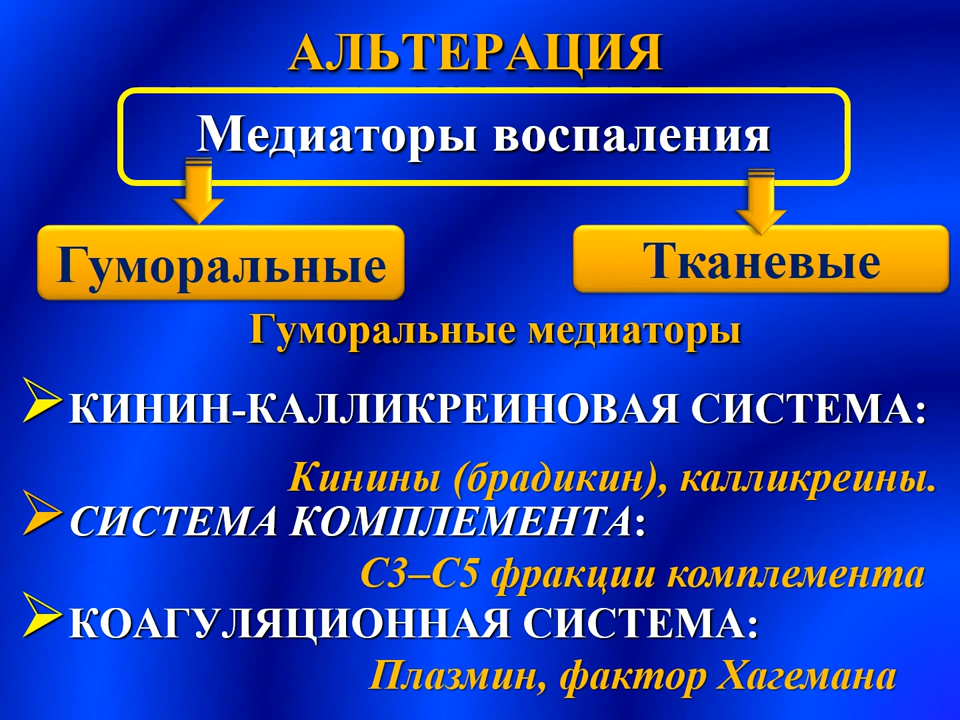 АЛЬТЕРАЦИЯ
Медиаторы воспаления
Гуморальные
Тканевые
Гуморальные медиаторы
КИНИН-КАЛЛИКРЕИНОВАЯ СИСТЕМА:
Кинины (брадикин), калликреины.
СИСТЕМА КОМПЛЕМЕНТА:
С3–С5 фракции комплемента
КОАГУЛЯЦИОННАЯ СИСТЕМА:
Плазмин, фактор Хагемана